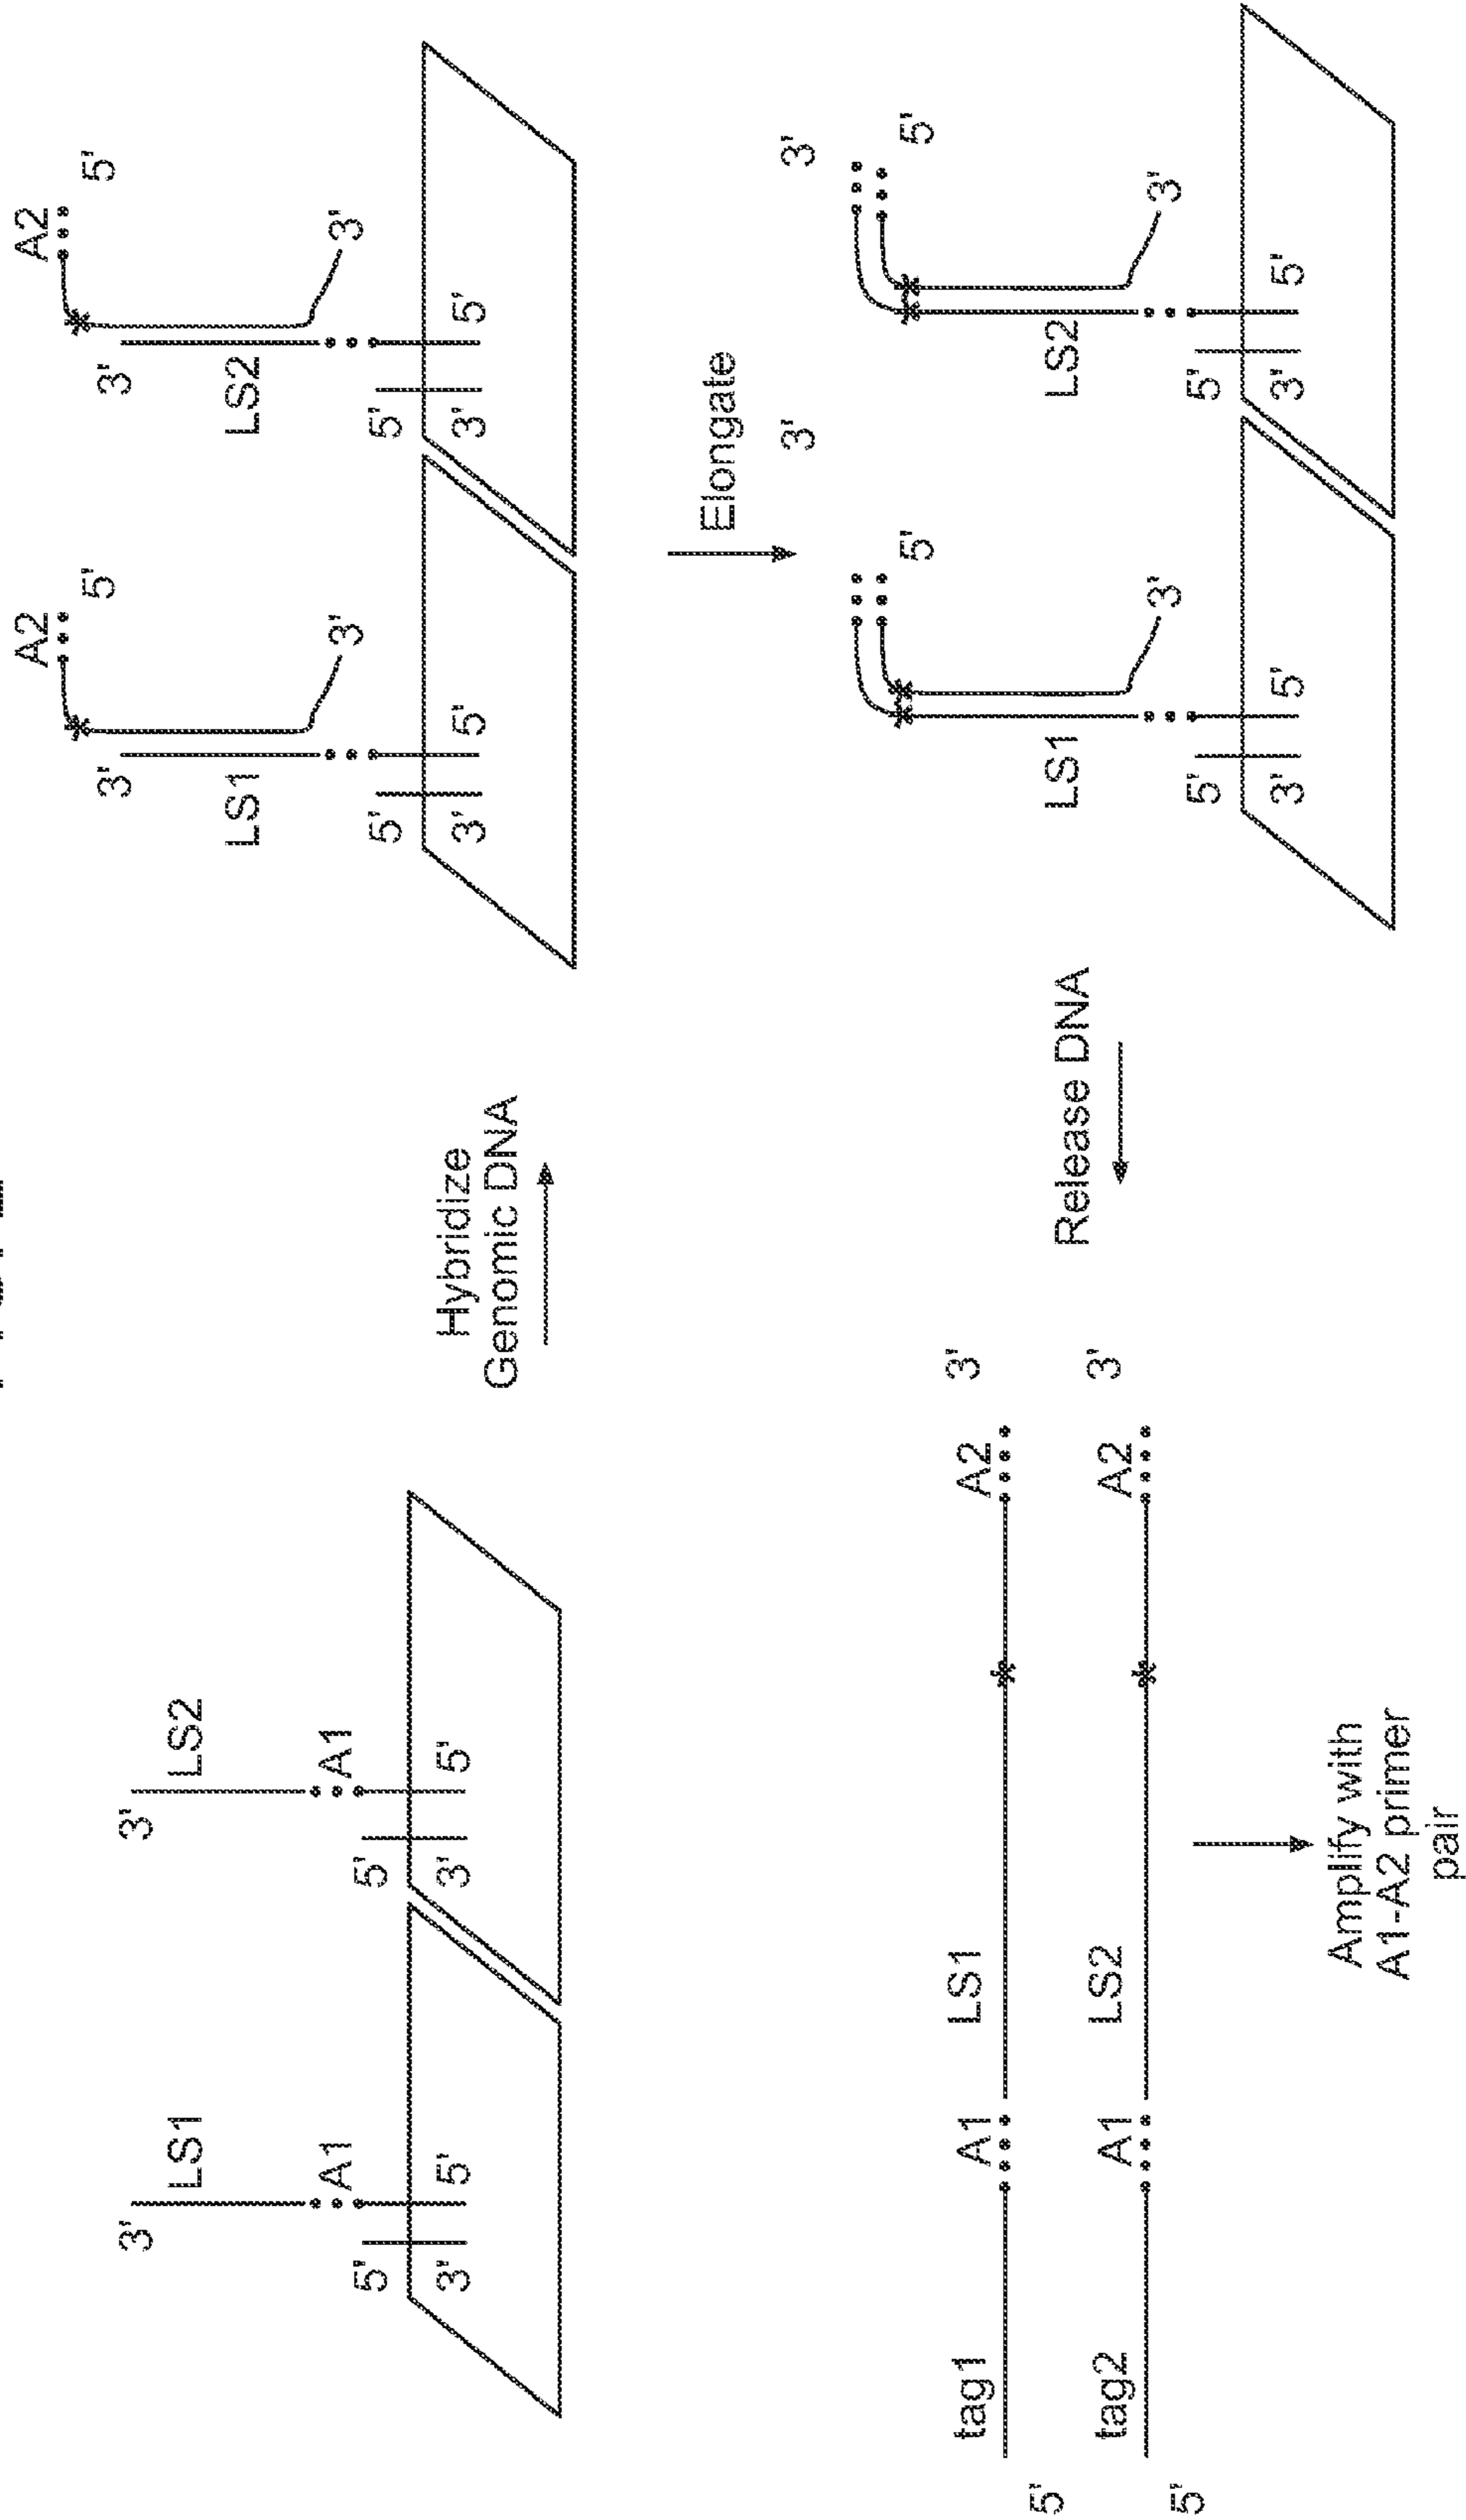 3'
LS1
A1
5'
3'
5'
3'
LS2
A1
5'
3'
5'
Hybridize
Genomic DNA
A2
5'
3'
LS1
3'
5'
3'
5'
A2
5'
3'
LS2
3'
5'
3'
5'
Elongate
3'
5'
LS1
3'
5'
3'
5'
3'
5'
LS2
3'
5'
3'
5'
Release DNA
tag1
A1
LS1
A2
3'
5'
tag2
A1
LS2
A2
3'
5'
Amplify with
A1-A2 primer
pair